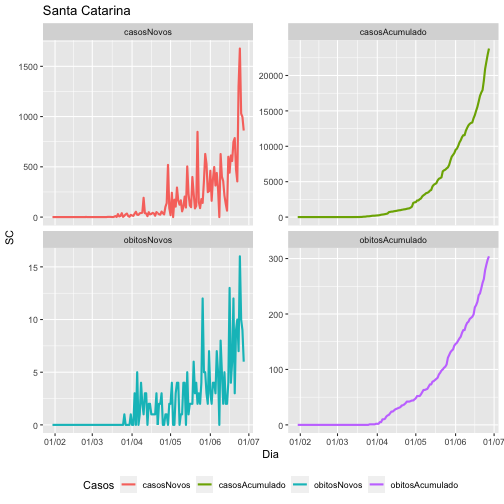 Santa Catarina
casosNovos
casosAcumulado
1500
1000
500
0
20000
15000
10000
5000
0
SC
obitosNovos
obitosAcumulado
15
10
5
0
300
200
100
0
01/02 01/03 01/04 01/05 01/06 01/07
01/02 01/03 01/04 01/05 01/06 01/07
Dia
Casos casosNovos casosAcumulado obitosNovos obitosAcumulado